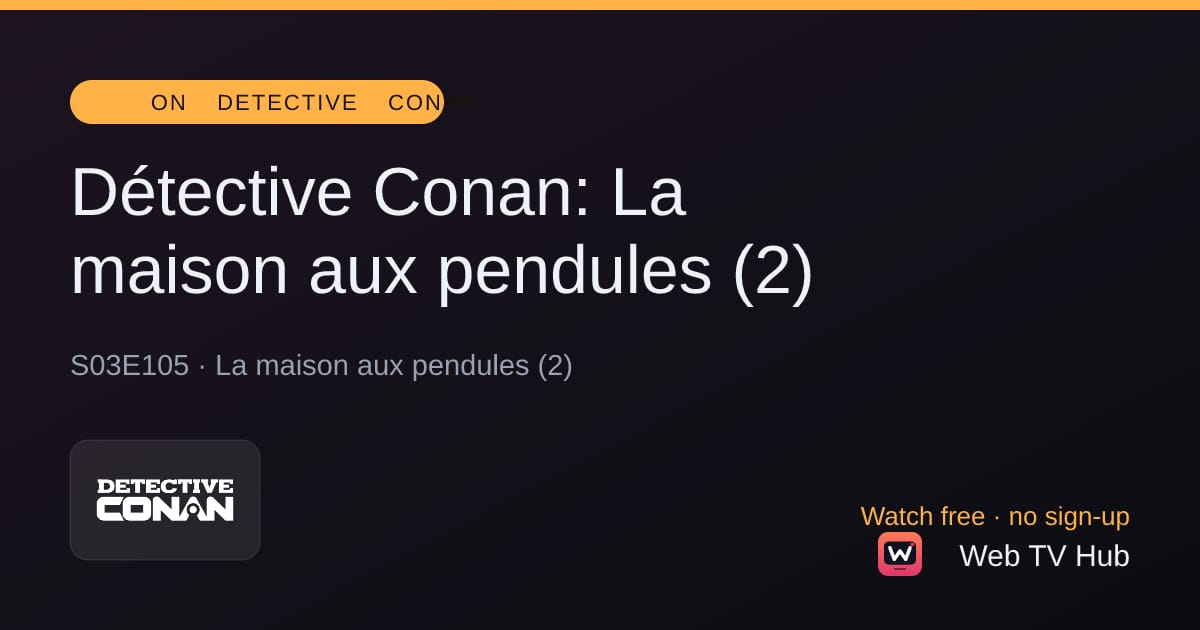 ON DETECTIVE CONAN
Détective Conan: La
maison aux pendules (2)
S03E105 · La maison aux pendules (2)
DETECTIVE
CONAN
Watch free · no sign-up
W
Web TV Hub